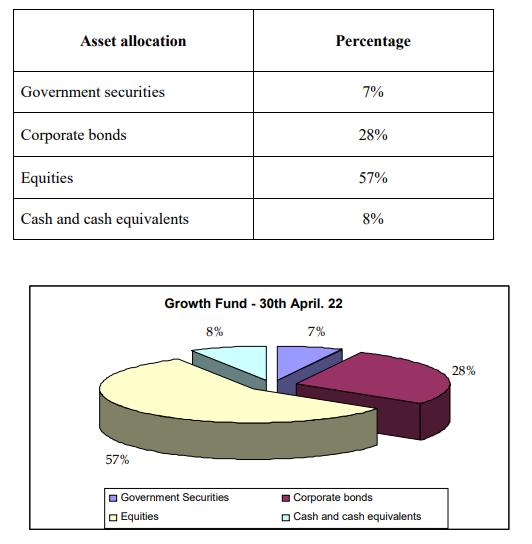 Asset allocation Percentage
Government securities 7%
Corporate bonds 28%
Equities 57%
Cash and cash equivalents 8%
Growth Fund - 30th April. 22
8% 7%
28%
57%
Government Securities Corporate bonds
Equities Cash and cash equivalents